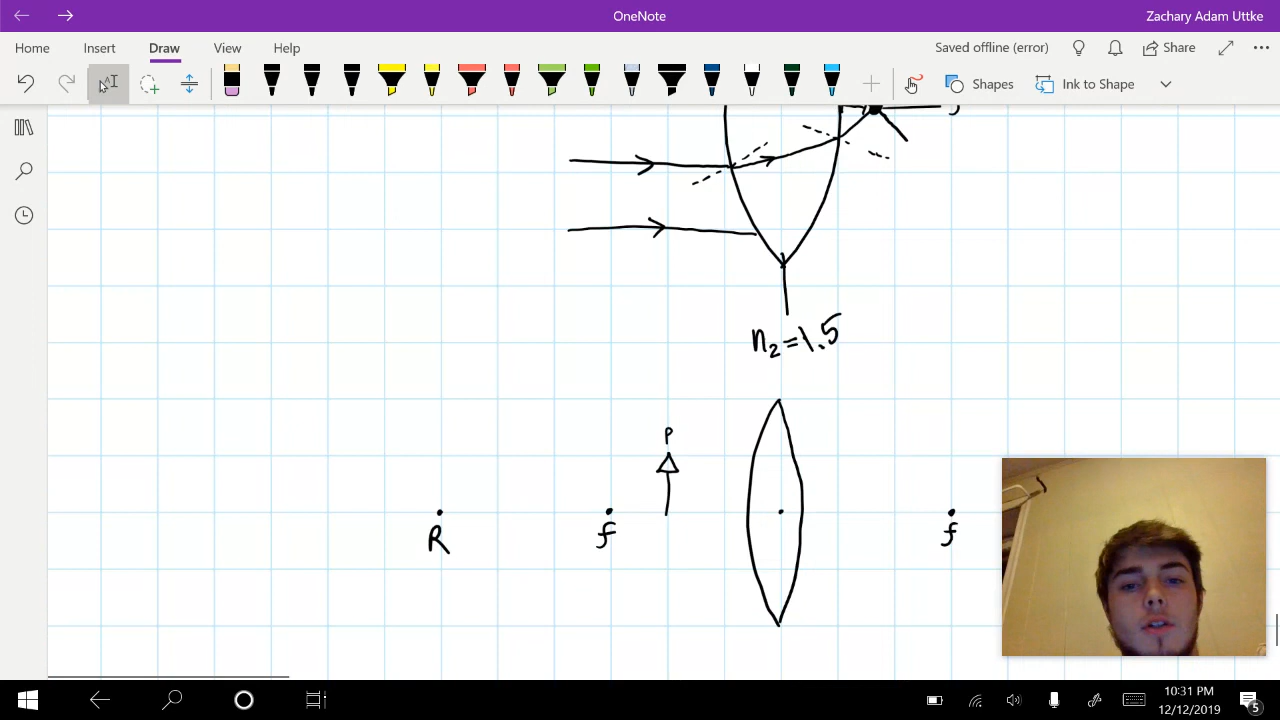 OneNote
Zachary Adam Uttke
Home Insert Draw View Help
Saved offline (error) Share
Shapes Ink to Shape
n₂=1.5
P
R f f
10:31 PM
12/12/2019
5